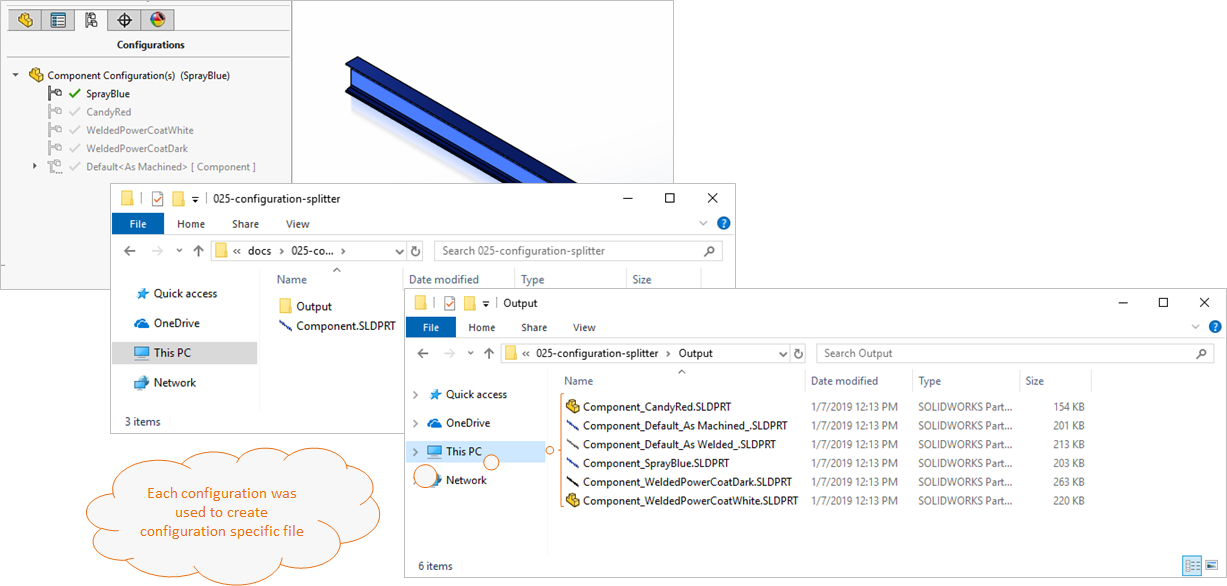 Configurations
Component Configuration(s) (SprayBlue)
SprayBlue
CandyRed
WeldedPowerCoatWhite
WeldedPowerCoatDark
Default<As Machined> [ Component ]
025-configuration-splitter
File Home Share View
« docs › 025-co... › Search 025-configuration-splitter
Name Date modified Type Size
Quick access
OneDrive
This PC
Network
Output
Component.SLDPRT
3 items
Output
File Home Share View
« 025-configuration-splitter › Output Search Output
Name Date modified Type Size
Quick access
OneDrive
This PC
Network
Component_CandyRed.SLDPRT 1/7/2019 12:13 PM SOLIDWORKS Part... 154 KB
Component_Default_As Machined_.SLDPRT 1/7/2019 12:13 PM SOLIDWORKS Part... 201 KB
Component_Default_As Welded_.SLDPRT 1/7/2019 12:13 PM SOLIDWORKS Part... 213 KB
Component_SprayBlue.SLDPRT 1/7/2019 12:13 PM SOLIDWORKS Part... 203 KB
Component_WeldedPowerCoatDark.SLDPRT 1/7/2019 12:13 PM SOLIDWORKS Part... 263 KB
Component_WeldedPowerCoatWhite.SLDPRT 1/7/2019 12:13 PM SOLIDWORKS Part... 220 KB
6 items
Each configuration was
used to create
configuration specific file